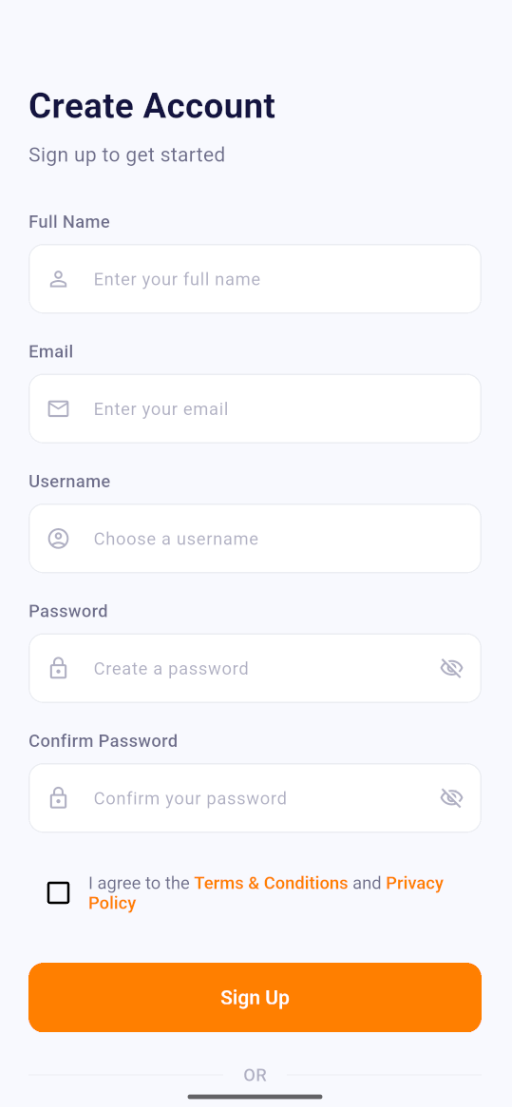 Create Account
Sign up to get started
Full Name
Enter your full name
Email
Enter your email
Username
Choose a username
Password
Create a password
Confirm Password
Confirm your password
I agree to the Terms & Conditions and Privacy
Policy
Sign Up
OR